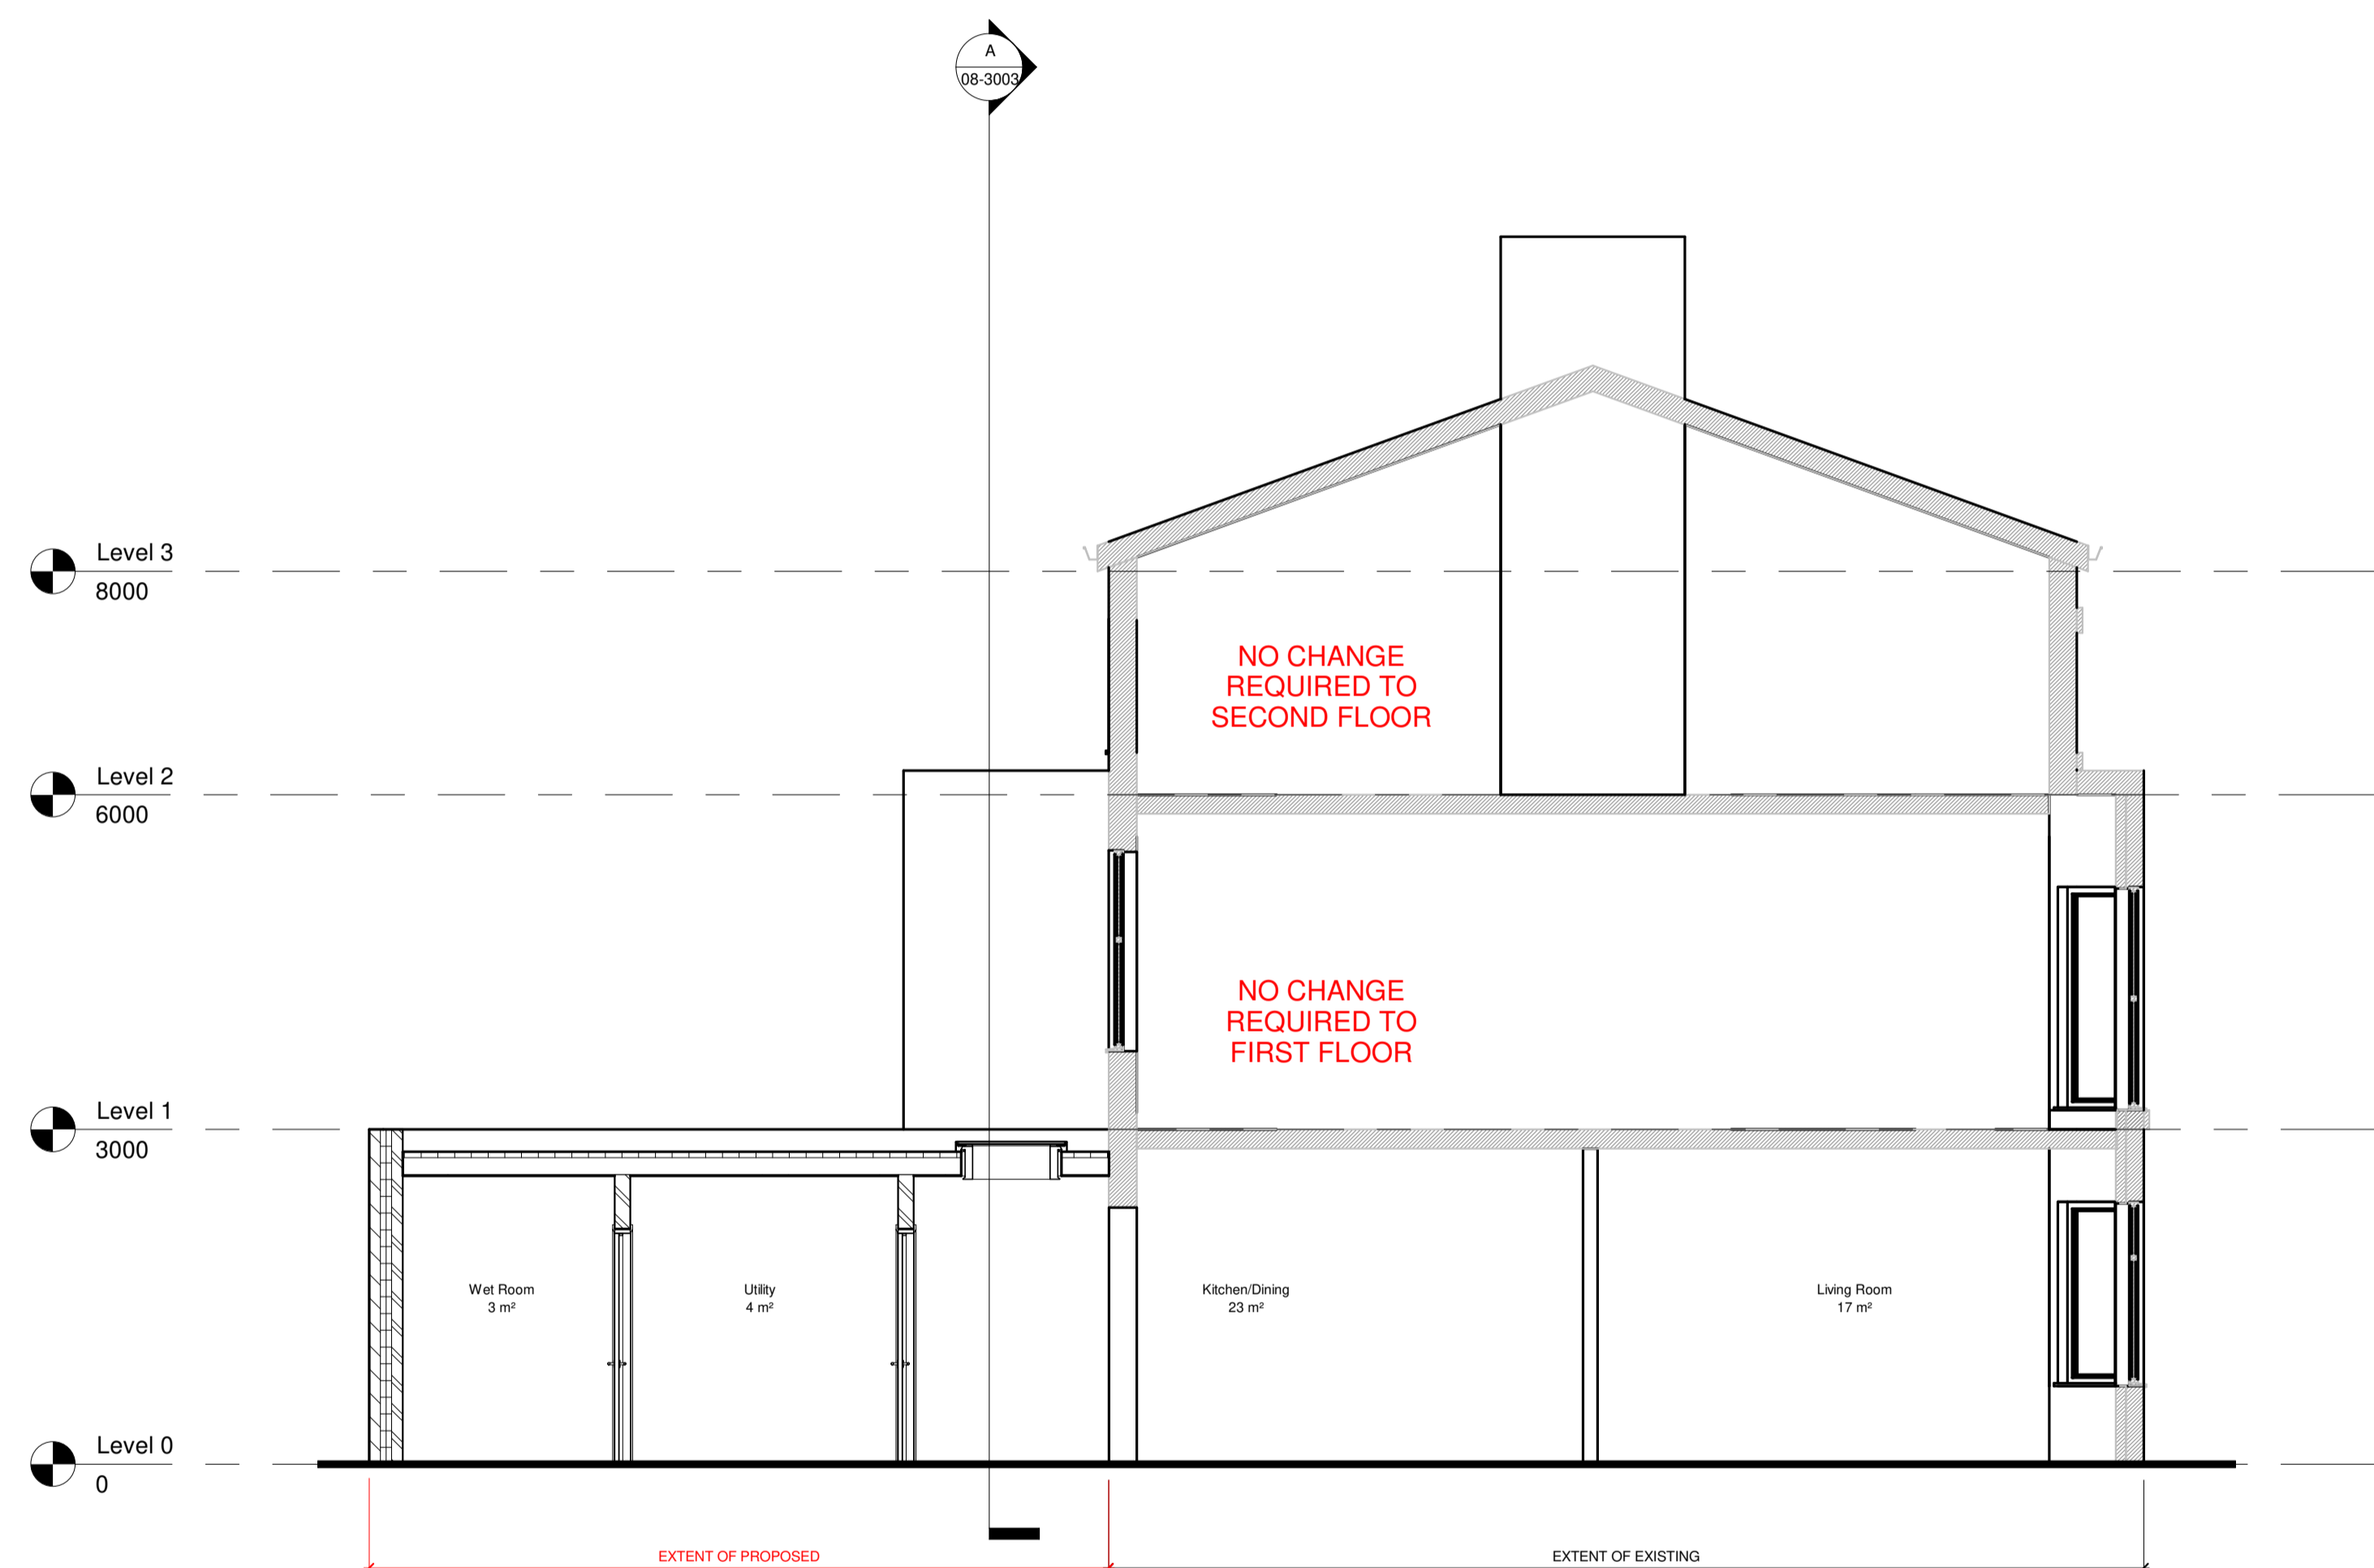 A
08-3003
Level 3
8000
NO CHANGE
REQUIRED TO
SECOND FLOOR
Level 2
6000
NO CHANGE
REQUIRED TO
FIRST FLOOR
Level 1
3000
Wet Room
3 m²
Utility
4 m²
Kitchen/Dining
23 m²
Living Room
17 m²
Level 0
0
EXTENT OF PROPOSED
EXTENT OF EXISTING